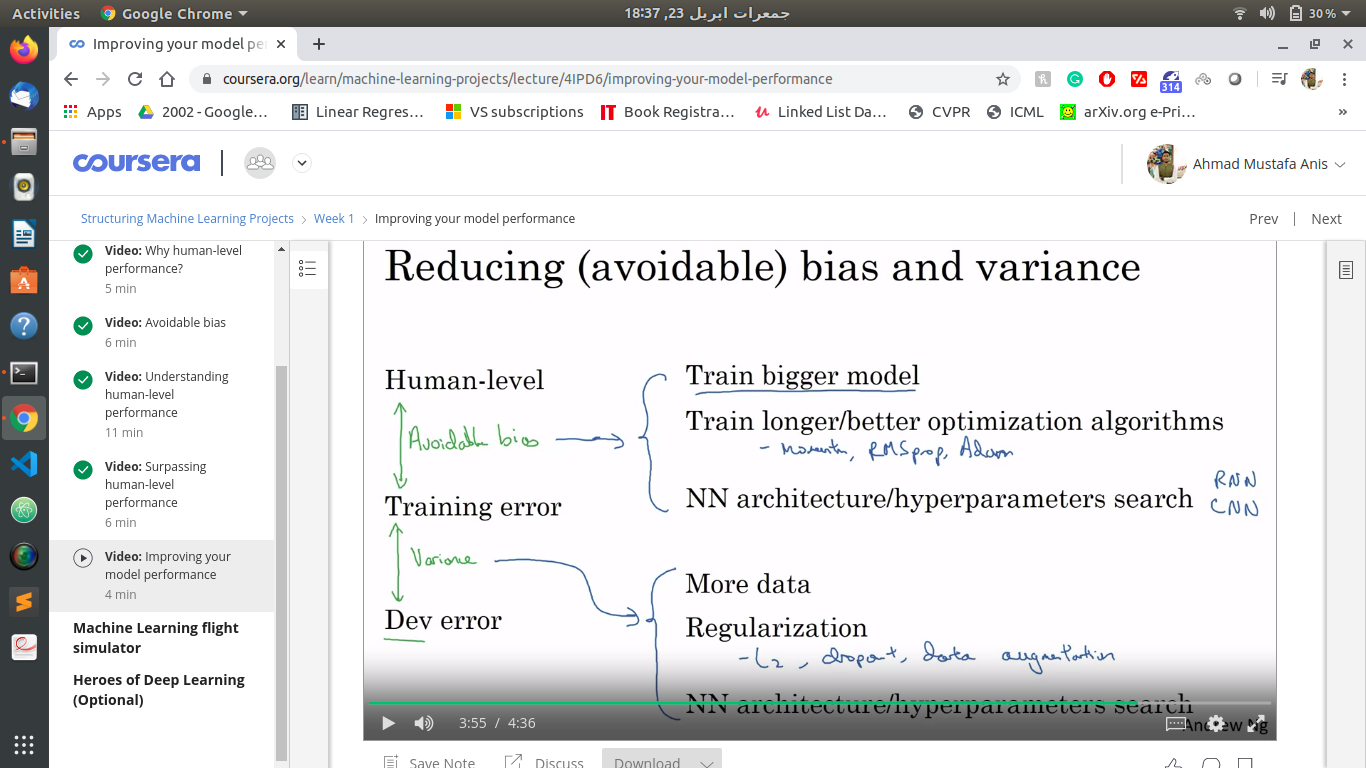 Activities Google Chrome جمعرات اپریل 23, 18:37 30 %
Improving your model pe
coursera.org/learn/machine-learning-projects/lecture/4IPD6/improving-your-model-performance
314
Apps 2002 - Google… Linear Regres… VS subscriptions Book Registra… Linked List Da… CVPR ICML arXiv.org e-Pri… »
coursera Ahmad Mustafa Anis
Structuring Machine Learning Projects > Week 1 > Improving your model performance Prev | Next
Video: Why human-level
performance?
5 min
Video: Avoidable bias
6 min
Video: Understanding
human-level
performance
11 min
Video: Surpassing
human-level
performance
6 min
Video: Improving your
model performance
4 min
Machine Learning flight
simulator
Heroes of Deep Learning
(Optional)
Reducing (avoidable) bias and variance
Human-level
Avoidable bias
Training error
Variance
Dev error
Train bigger model
Train longer/better optimization algorithms
- Momentum, RMSprop, Adam
NN architecture/hyperparameters search
RNN
CNN
More data
Regularization
- L2, dropout, data augmentation
NN architecture/hyperparameters search
Andrew Ng
3:55 / 4:36
Save Note Discuss Download